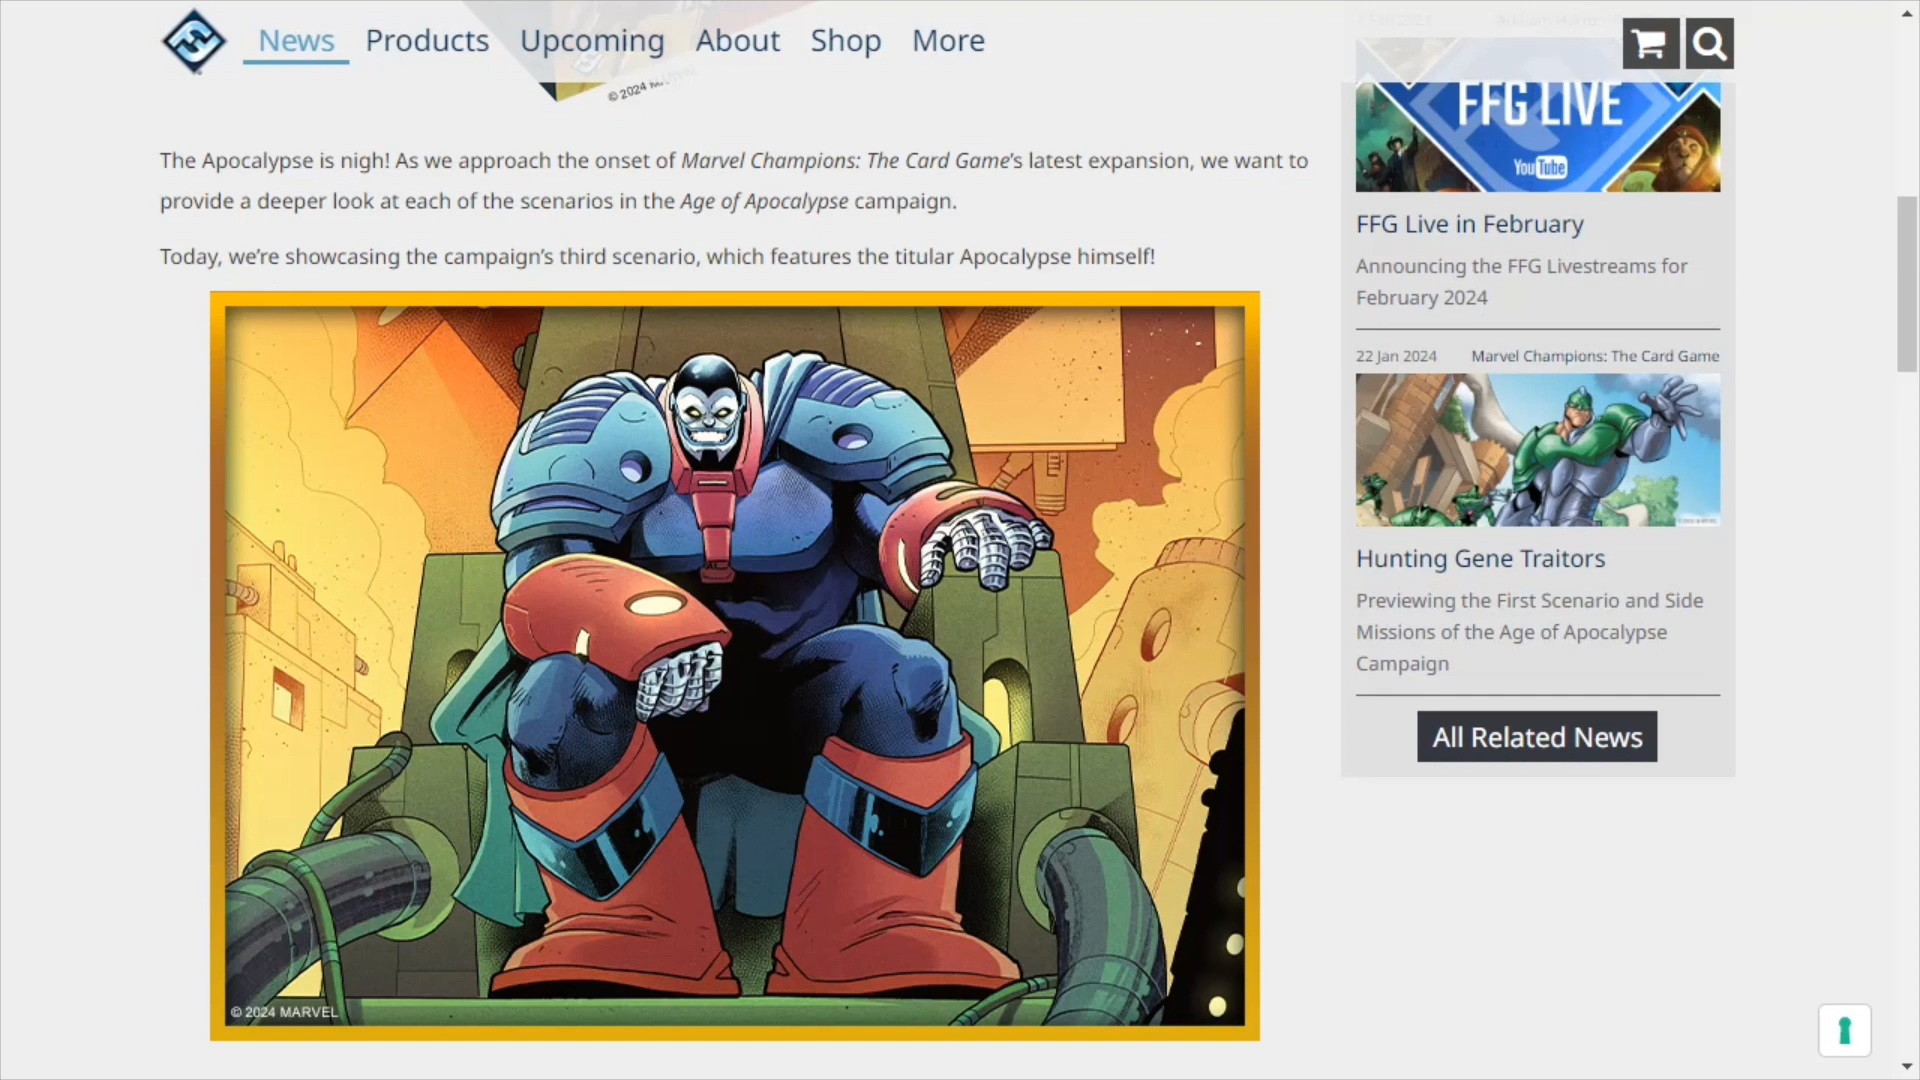 News Products Upcoming About Shop More
© 2024 MARVEL
The Apocalypse is nigh! As we approach the onset of Marvel Champions: The Card Game's latest expansion, we want to
provide a deeper look at each of the scenarios in the Age of Apocalypse campaign.
Today, we're showcasing the campaign's third scenario, which features the titular Apocalypse himself!
© 2024 MARVEL
FFG LIVE
YouTube
FFG Live in February
Announcing the FFG Livestreams for
February 2024
22 Jan 2024 Marvel Champions: The Card Game
Hunting Gene Traitors
Previewing the First Scenario and Side
Missions of the Age of Apocalypse
Campaign
All Related News